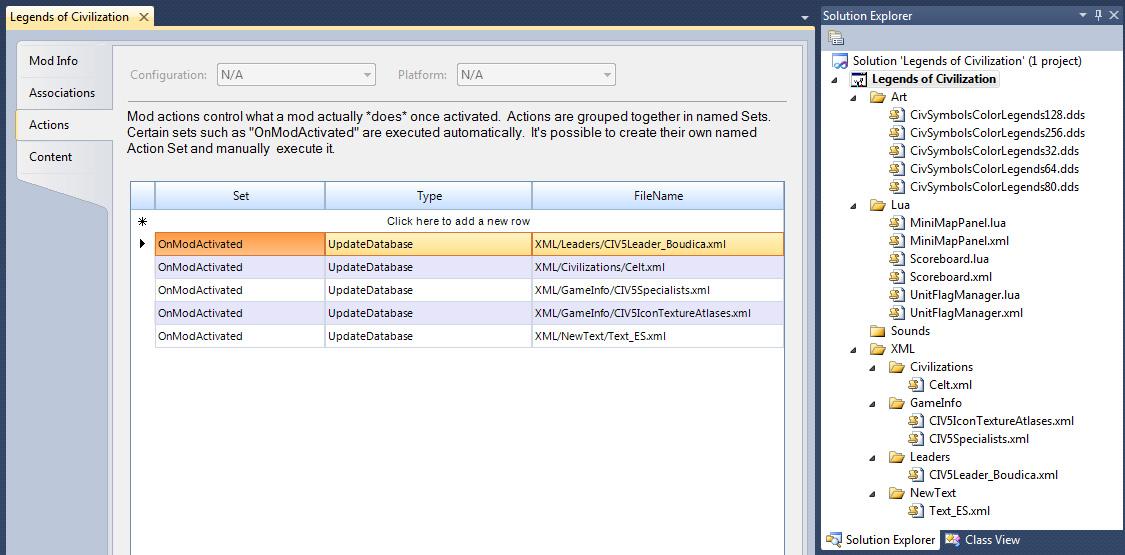 Legends of Civilization
Mod Info
Associations
Actions
Content
Configuration: N/A Platform: N/A
Mod actions control what a mod actually *does* once activated. Actions are grouped together in named Sets.
Certain sets such as "OnModActivated" are executed automatically. It's possible to create their own named
Action Set and manually execute it.
Set Type FileName
Click here to add a new row
OnModActivated UpdateDatabase XML/Leaders/CIV5Leader_Boudica.xml
OnModActivated UpdateDatabase XML/Civilizations/Celt.xml
OnModActivated UpdateDatabase XML/GameInfo/CIV5Specialists.xml
OnModActivated UpdateDatabase XML/GameInfo/CIV5IconTextureAtlases.xml
OnModActivated UpdateDatabase XML/NewText/Text_ES.xml
Solution Explorer
Solution 'Legends of Civilization' (1 project)
Legends of Civilization
Art
CivSymbolsColorLegends128.dds
CivSymbolsColorLegends256.dds
CivSymbolsColorLegends32.dds
CivSymbolsColorLegends64.dds
CivSymbolsColorLegends80.dds
Lua
MiniMapPanel.lua
MiniMapPanel.xml
Scoreboard.lua
Scoreboard.xml
UnitFlagManager.lua
UnitFlagManager.xml
Sounds
XML
Civilizations
Celt.xml
GameInfo
CIV5IconTextureAtlases.xml
CIV5Specialists.xml
Leaders
CIV5Leader_Boudica.xml
NewText
Text_ES.xml
Solution Explorer Class View